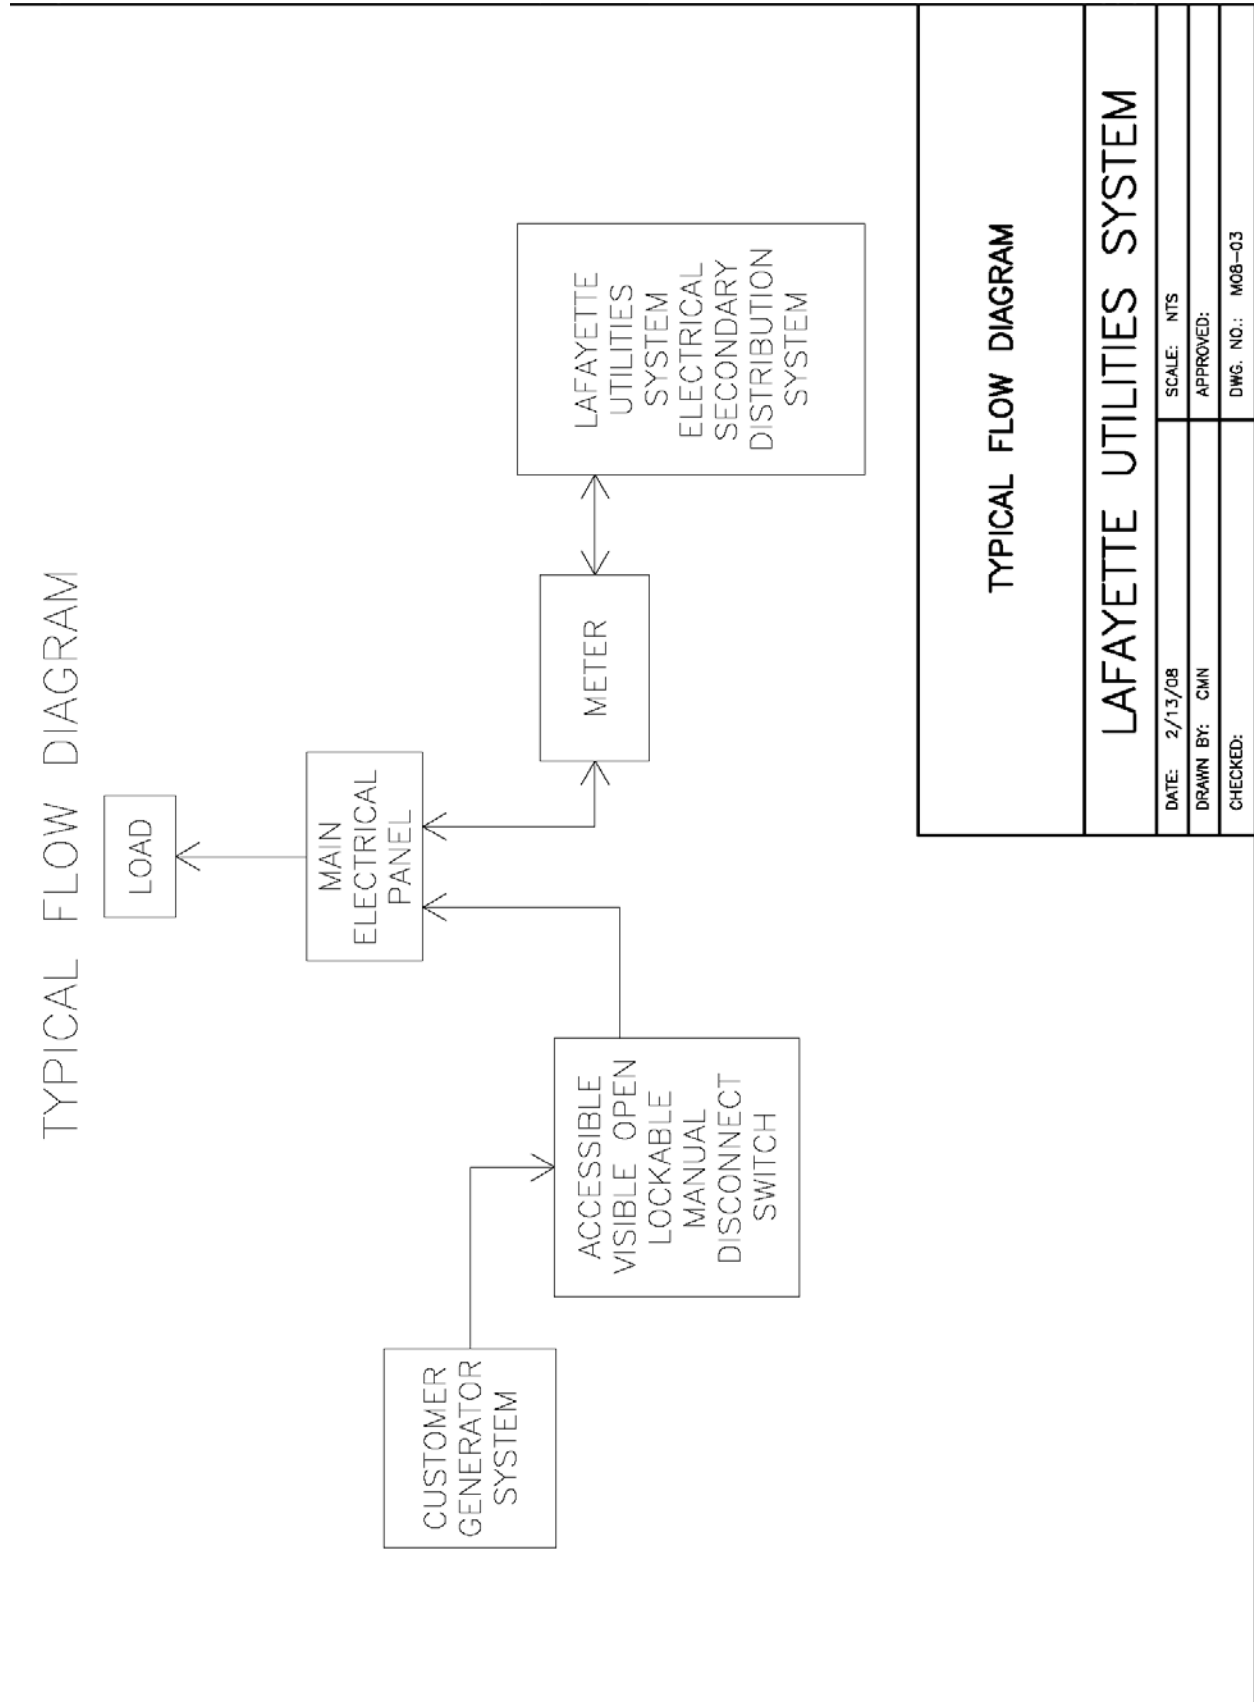 TYPICAL FLOW DIAGRAM
LOAD
MAIN
ELECTRICAL
PANEL
CUSTOMER
GENERATOR
SYSTEM
ACCESSIBLE
VISIBLE OPEN
LOCKABLE
MANUAL
DISCONNECT
SWITCH
METER
LAFAYETTE
UTILITIES
SYSTEM
ELECTRICAL
SECONDARY
DISTRIBUTION
SYSTEM
TYPICAL FLOW DIAGRAM
LAFAYETTE UTILITIES SYSTEM
DATE: 2/13/08
SCALE: NTS
DRAWN BY: CMN
APPROVED:
CHECKED:
DWG. NO.: M08-03